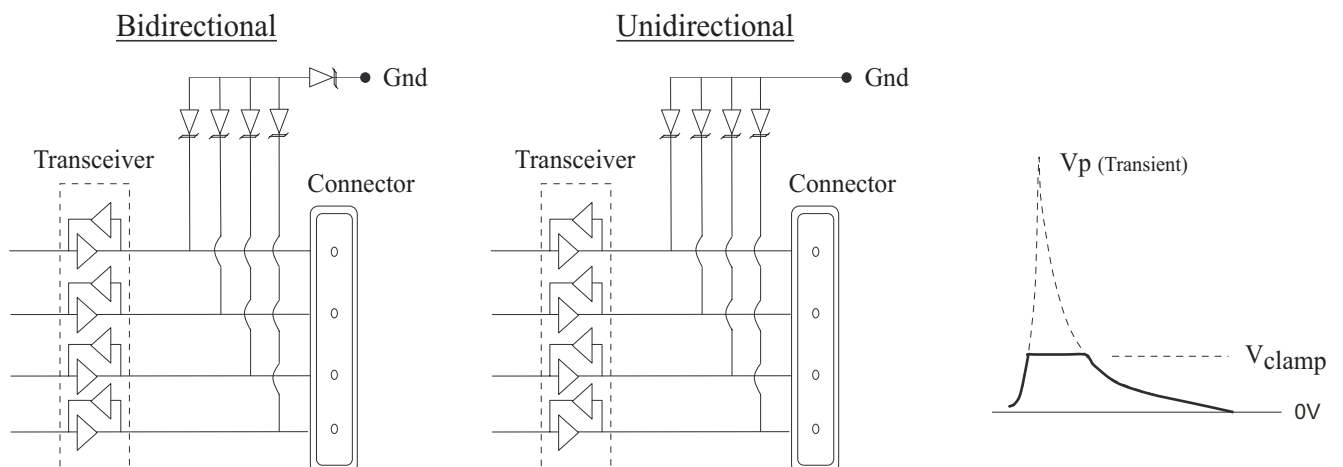 Bidirectional
Gnd
Transceiver
Connector
Unidirectional
Gnd
Transceiver
Connector
Vp (Transient)
Vclamp
0V